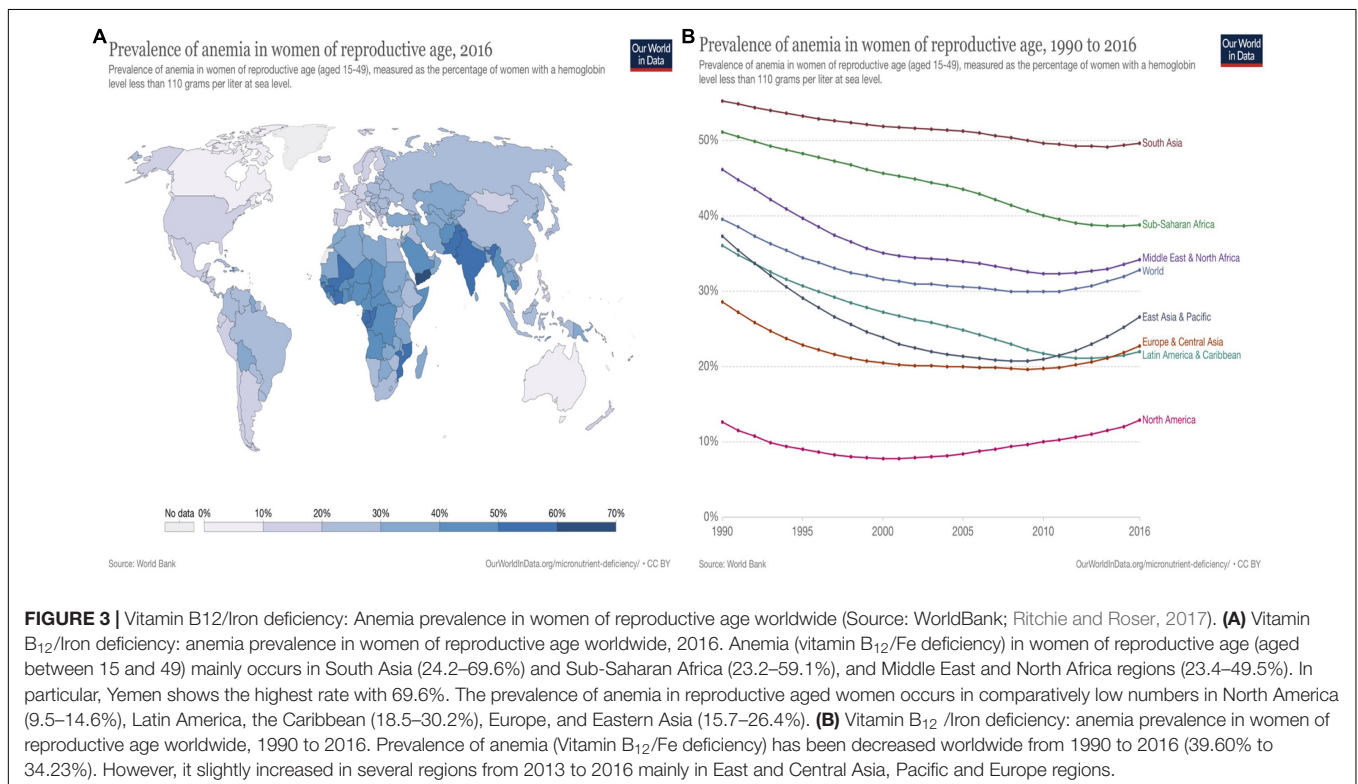 A Prevalence of anemia in women of reproductive age, 2016
Prevalence of anemia in women of reproductive age (aged 15-49), measured as the percentage of women with a hemoglobin
level less than 110 grams per liter at sea level.
Our World
in Data
No data
0%
10%
20%
30%
40%
50%
60%
70%
Source: World Bank
OurWorldInData.org/micronutrient-deficiency/ • CC BY
B Prevalence of anemia in women of reproductive age, 1990 to 2016
Prevalence of anemia in women of reproductive age (aged 15-49), measured as the percentage of women with a hemoglobin
level less than 110 grams per liter at sea level.
Our World
in Data
50%
40%
30%
20%
10%
0%
South Asia
Sub-Saharan Africa
Middle East & North Africa
World
East Asia & Pacific
Europe & Central Asia
Latin America & Caribbean
North America
1990
1995
2000
2005
2010
2016
Source: World Bank
OurWorldInData.org/micronutrient-deficiency/ • CC BY
FIGURE 3 | Vitamin B12/Iron deficiency: Anemia prevalence in women of reproductive age worldwide (Source: WorldBank; Ritchie and Roser, 2017). (A) Vitamin
B₁₂/Iron deficiency: anemia prevalence in women of reproductive age worldwide, 2016. Anemia (vitamin B₁₂/Fe deficiency) in women of reproductive age (aged
between 15 and 49) mainly occurs in South Asia (24.2–69.6%) and Sub-Saharan Africa (23.2–59.1%), and Middle East and North Africa regions (23.4–49.5%). In
particular, Yemen shows the highest rate with 69.6%. The prevalence of anemia in reproductive aged women occurs in comparatively low numbers in North America
(9.5–14.6%), Latin America, the Caribbean (18.5–30.2%), Europe, and Eastern Asia (15.7–26.4%). (B) Vitamin B₁₂ /Iron deficiency: anemia prevalence in women of
reproductive age worldwide, 1990 to 2016. Prevalence of anemia (Vitamin B₁₂/Fe deficiency) has been decreased worldwide from 1990 to 2016 (39.60% to
34.23%). However, it slightly increased in several regions from 2013 to 2016 mainly in East and Central Asia, Pacific and Europe regions.